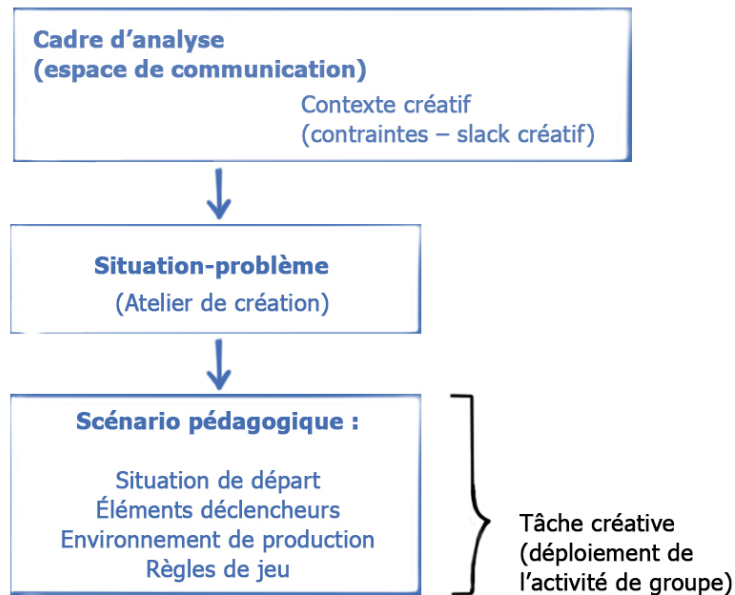 Cadre d'analyse
(espace de communication)
Contexte créatif
(contraintes – slack créatif)
Situation-problème
(Atelier de création)
Scénario pédagogique :
Situation de départ
Éléments déclencheurs
Environnement de production
Règles de jeu
Tâche créative
(déploiement de
l'activité de groupe)